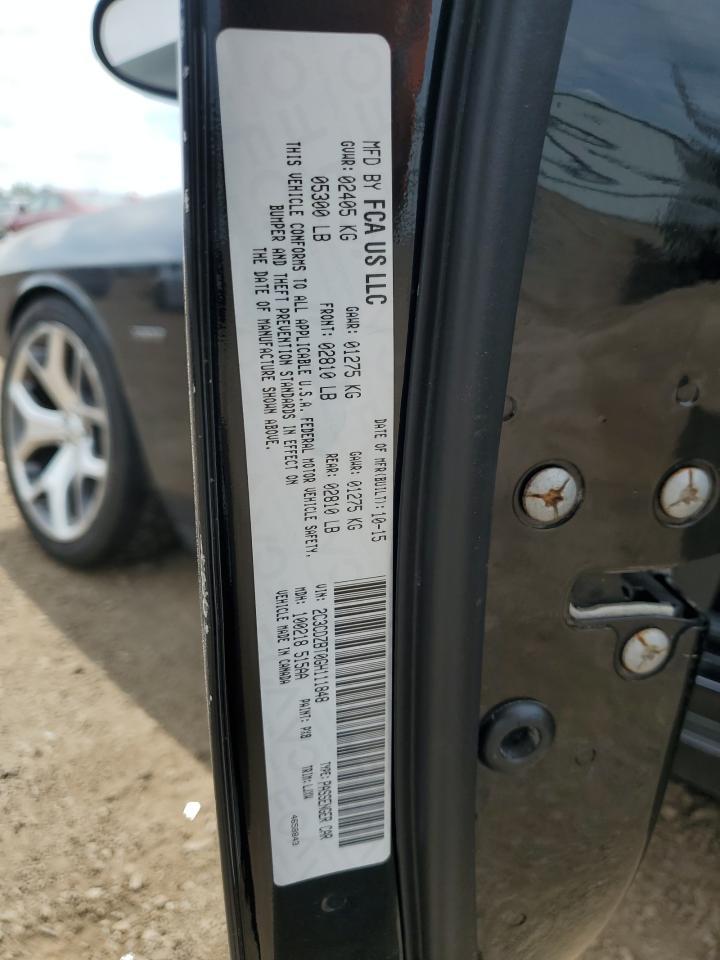 MFD BY FCA US LLC
DATE OF MFR(BUILT): 10-15
GVWR: 02405 KG
GAWR: 01275 KG
GAWR: 01275 KG
05300 LB
FRONT: 02810 LB
REAR: 02810 LB
THIS VEHICLE CONFORMS TO ALL APPLICABLE U.S.A. FEDERAL MOTOR VEHICLE SAFETY,
BUMPER AND THEFT PREVENTION STANDARDS IN EFFECT ON
THE DATE OF MANUFACTURE SHOWN ABOVE.
VIN: 2C3CDZBT0GH111848
TYPE: PASSENGER CAR
MDH: 100218 515AA
PAINT: PX8
TRIM: LJXA
VEHICLE MADE IN CANADA